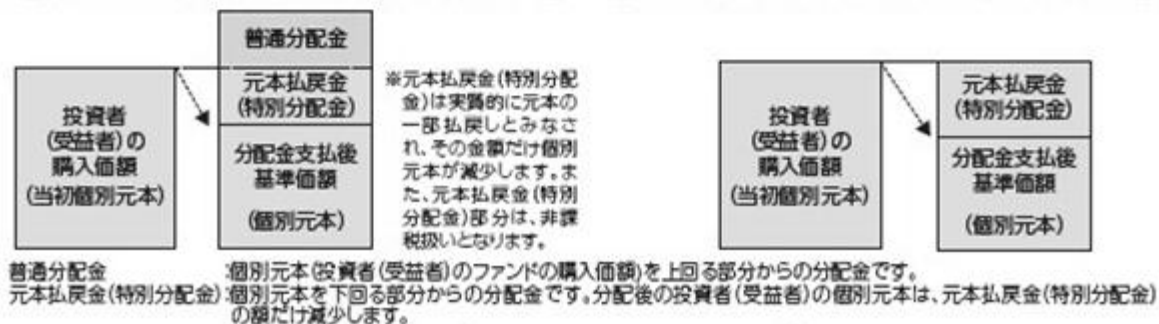 普通分配金
元本払戻金
(特別分配金)
投資者
(受益者)の
購入価額
(当初個別元本)
分配金支払後
基準価額
(個別元本)
※元本払戻金(特別分配
金)は実質的に元本の
一部払戻しとみなさ
れ、その金額だけ個別
元本が減少します。ま
た、元本払戻金(特別
分配金)部分は、非課
税扱いとなります。
投資者
(受益者)の
購入価額
(当初個別元本)
元本払戻金
(特別分配金)
分配金支払後
基準価額
(個別元本)
普通分配金 :個別元本(投資者(受益者)のファンドの購入価額)を上回る部分からの分配金です。
元本払戻金(特別分配金):個別元本を下回る部分からの分配金です。分配後の投資者(受益者)の個別元本は、元本払戻金(特別分配金)
の額だけ減少します。